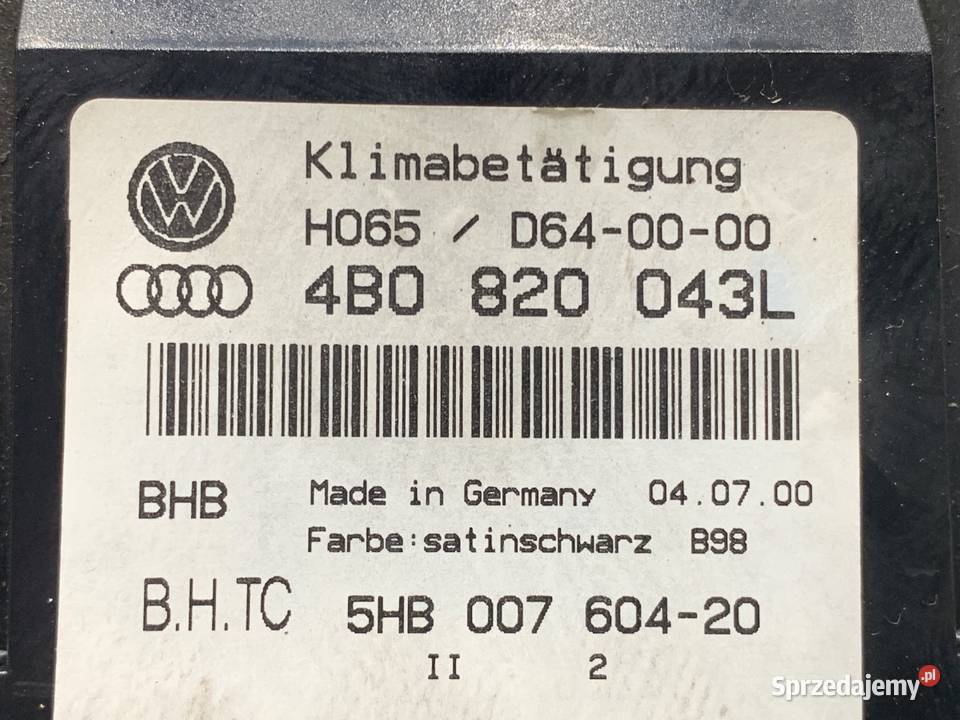 Klimabetätigung
H065 / D64-00-00
4B0 820 043L
BHB Made in Germany 04.07.00
Farbe:satinschwarz B98
B.H.TC 5HB 007 604-20
II 2
Sprzedajemy.pl